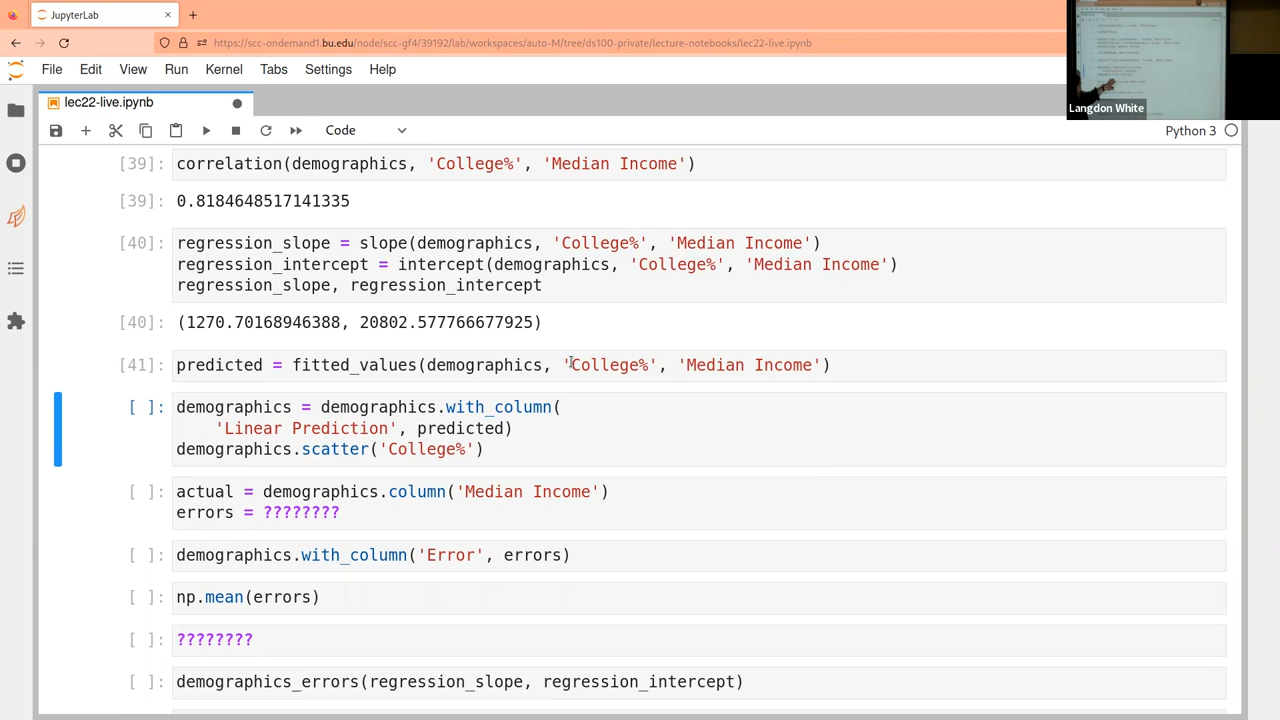 JupyterLab
https://scc-ondemand1.bu.edu/node/scc-gf4/39192/lab/workspaces/auto-M/tree/ds100-private/lecture-notebooks/lec22-live.ipynb
Langdon White
File Edit View Run Kernel Tabs Settings Help
lec22-live.ipynb
Code
Python 3
[39]: correlation(demographics, 'College%', 'Median Income')
[39]: 0.8184648517141335
[40]: regression_slope = slope(demographics, 'College%', 'Median Income')
regression_intercept = intercept(demographics, 'College%', 'Median Income')
regression_slope, regression_intercept
[40]: (1270.70168946388, 20802.577766677925)
[41]: predicted = fitted_values(demographics, 'College%', 'Median Income')
[ ]: demographics = demographics.with_column(
'Linear Prediction', predicted)
demographics.scatter('College%')
[ ]: actual = demographics.column('Median Income')
errors = ????????
[ ]: demographics.with_column('Error', errors)
[ ]: np.mean(errors)
[ ]: ????????
[ ]: demographics_errors(regression_slope, regression_intercept)